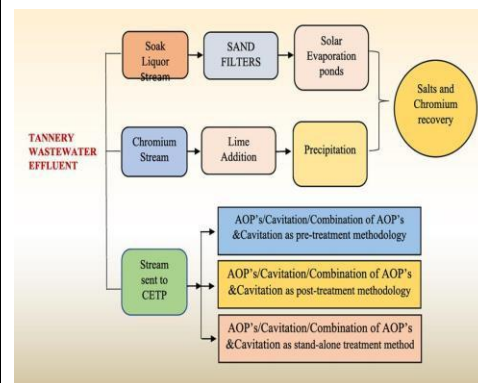 Soak
Liquor
Stream
SAND
FILTERS
Solar
Evaporation
ponds
Salts and
Chromium
recovery
TANNERY
WASTEWATER
EFFLUENT
Chromium
Stream
Lime
Addition
Precipitation
Stream
sent to
CETP
AOP's/Cavitation/Combination of AOP's
&Cavitation as pre-treatment methodology
AOP's/Cavitation/Combination of AOP's
&Cavitation as post-treatment methodology
AOP's/Cavitation/Combination of AOP's
&Cavitation as stand-alone treatment method